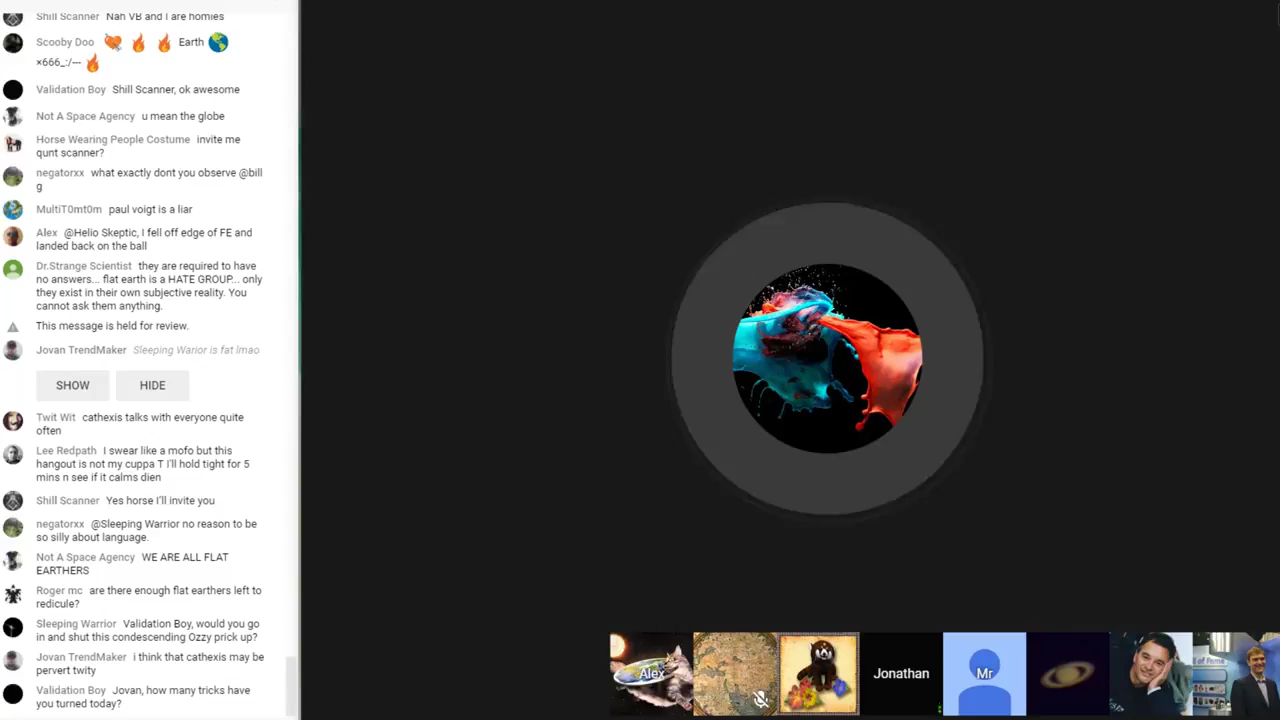 Shill Scanner Nah VB and I are homies
Scooby Doo 💘 🔥 🔥 Earth 🌎
×666_:/--- 🔥
Validation Boy Shill Scanner, ok awesome
Not A Space Agency u mean the globe
Horse Wearing People Costume invite me
qunt scanner?
negatorxx what exactly dont you observe @bill
g
MultiT0mt0m paul voigt is a liar
Alex @Helio Skeptic, I fell off edge of FE and
landed back on the ball
Dr.Strange Scientist they are required to have
no answers... flat earth is a HATE GROUP... only
they exist in their own subjective reality. You
cannot ask them anything.
This message is held for review.
Jovan TrendMaker Sleeping Warior is fat lmao
SHOW HIDE
Twit Wit cathexis talks with everyone quite
often
Lee Redpath I swear like a mofo but this
hangout is not my cuppa T I'll hold tight for 5
mins n see if it calms dien
Shill Scanner Yes horse I'll invite you
negatorxx @Sleeping Warrior no reason to be
so silly about language.
Not A Space Agency WE ARE ALL FLAT
EARTHERS
Roger mc are there enough flat earthers left to
redicule?
Sleeping Warrior Validation Boy, would you go
in and shut this condescending Ozzy prick up?
Jovan TrendMaker i think that cathexis may be
pervert twity
Validation Boy Jovan, how many tricks have
you turned today?
Alex
Jonathan
Mr